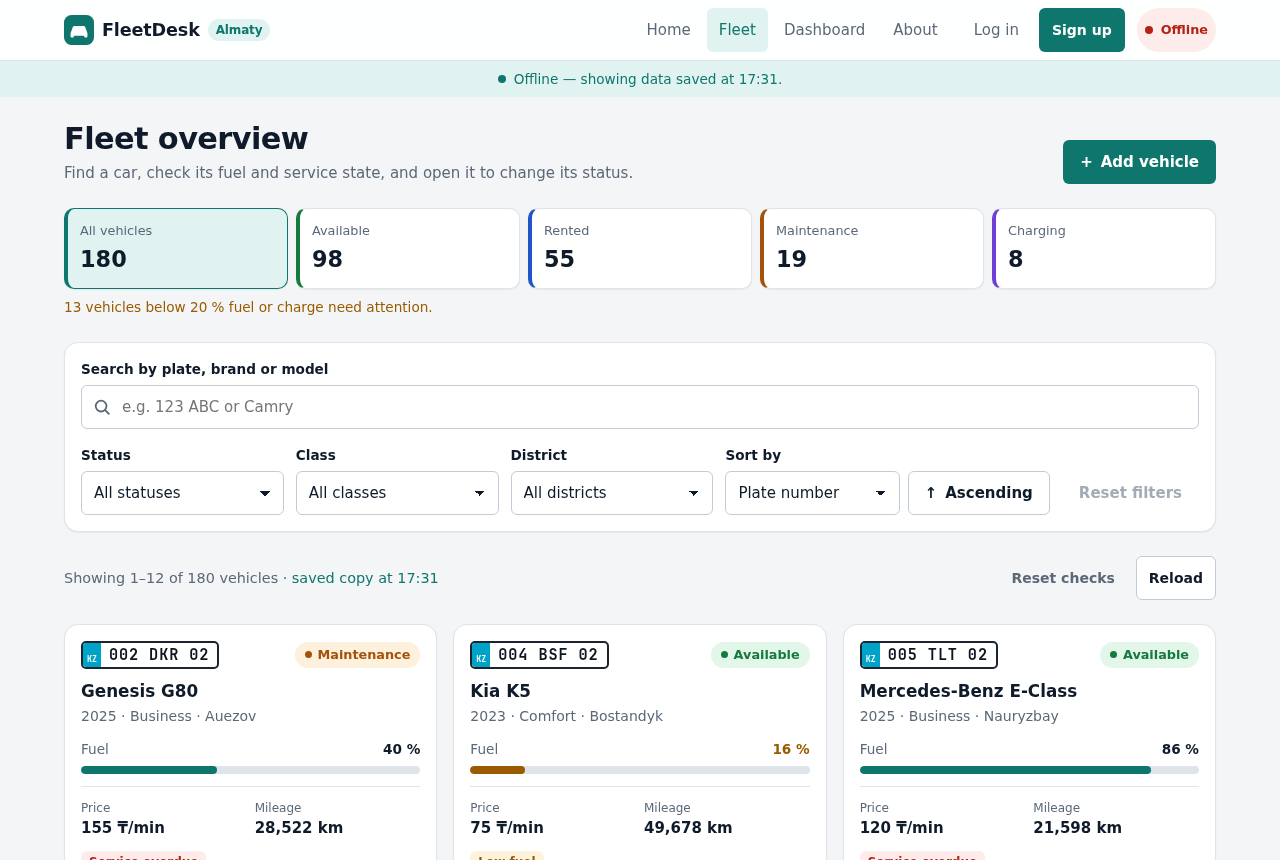 FleetDesk Almaty Home Fleet Dashboard About Log in Sign up Offline
Offline — showing data saved at 17:31.
Fleet overview
Find a car, check its fuel and service state, and open it to change its status.
+ Add vehicle
All vehicles Available Rented Maintenance Charging
180 98 55 19 8
13 vehicles below 20 % fuel or charge need attention.
Search by plate, brand or model
e.g. 123 ABC or Camry
Status Class District Sort by
All statuses All classes All districts Plate number ↑ Ascending Reset filters
Showing 1–12 of 180 vehicles · saved copy at 17:31 Reset checks Reload
KZ 002 DKR 02 Maintenance KZ 004 BSF 02 Available KZ 005 TLT 02 Available
Genesis G80 Kia K5 Mercedes-Benz E-Class
2025 · Business · Auezov 2023 · Comfort · Bostandyk 2025 · Business · Nauryzbay
Fuel 40 % Fuel 16 % Fuel 86 %
Price Mileage Price Mileage Price Mileage
155 ₸/min 28,522 km 75 ₸/min 49,678 km 120 ₸/min 21,598 km
Service overdue Low fuel Service overdue